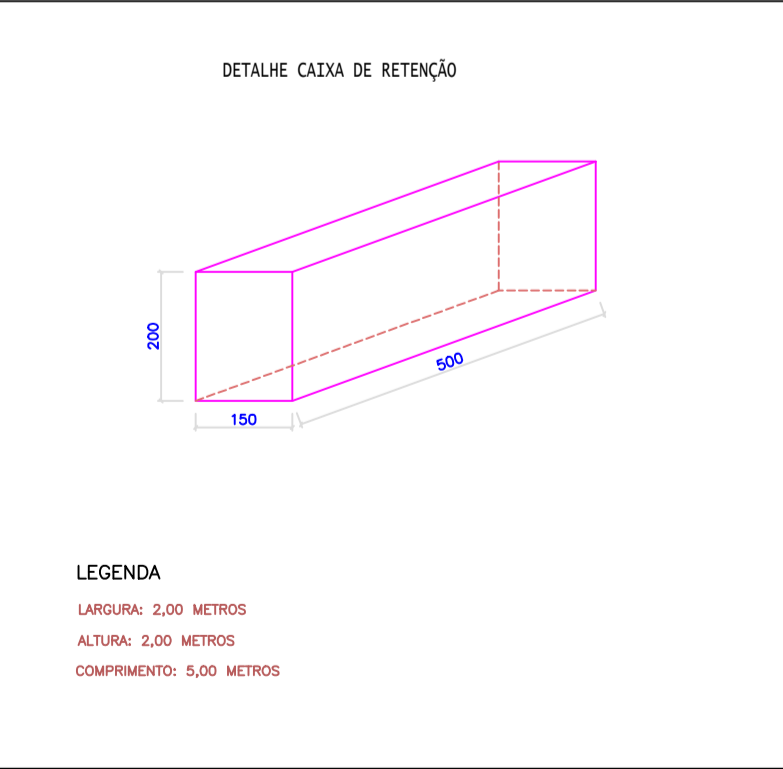 DETALHE CAIXA DE RETENÇÃO
200
500
150
LEGENDA
LARGURA: 2,00 METROS
ALTURA: 2,00 METROS
COMPRIMENTO: 5,00 METROS